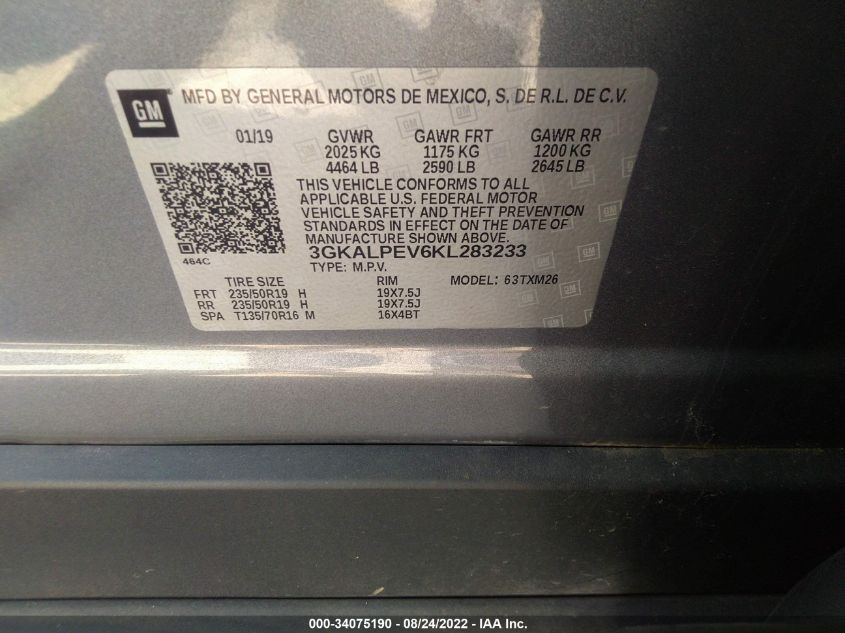 GM
MFD BY GENERAL MOTORS DE MEXICO, S. DE R.L. DE C.V.
01/19 GVWR GAWR FRT GAWR RR
2025 KG 1175 KG 1200 KG
4464 LB 2590 LB 2645 LB
THIS VEHICLE CONFORMS TO ALL
APPLICABLE U.S. FEDERAL MOTOR
VEHICLE SAFETY AND THEFT PREVENTION
STANDARDS IN EFFECT ON THE DATE OF
MANUFACTURE SHOWN ABOVE.
464C
3GKALPEV6KL283233
TYPE: M.P.V.
TIRE SIZE RIM MODEL: 63TXM26
FRT 235/50R19 H 19X7.5J
RR 235/50R19 H 19X7.5J
SPA T135/70R16 M 16X4BT
000-34075190 - 08/24/2022 - IAA Inc.